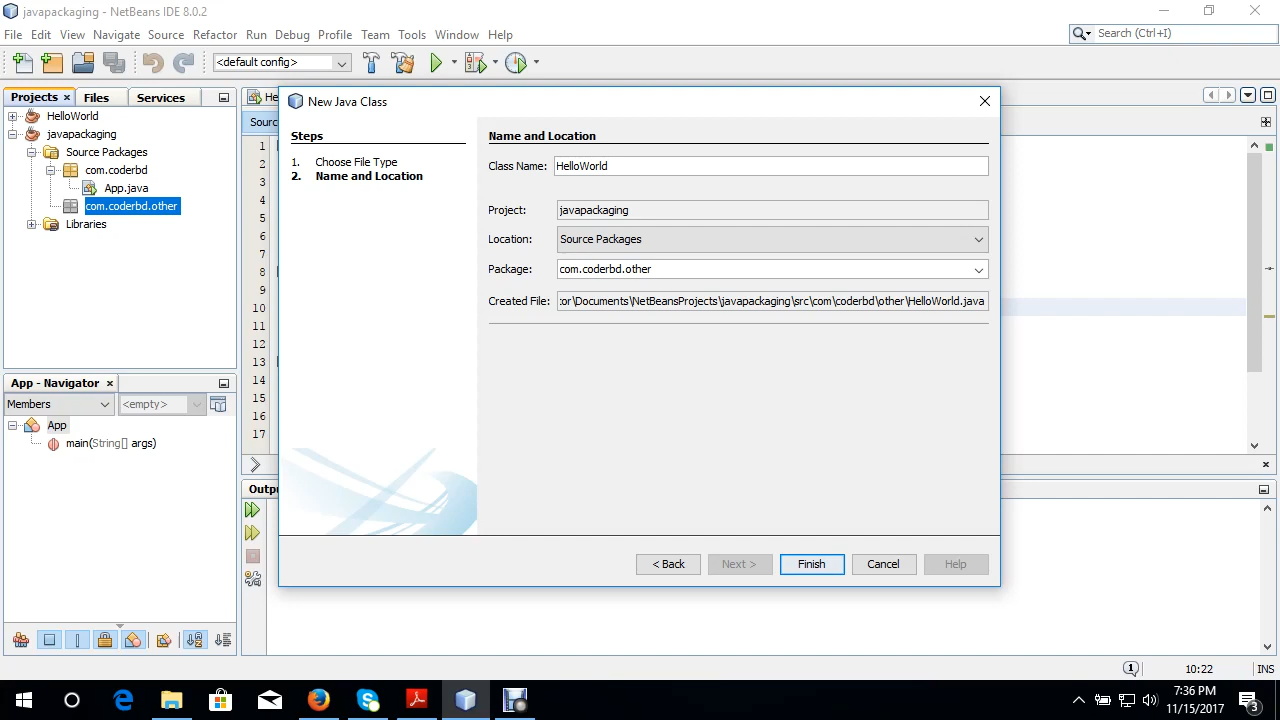 javapackaging - NetBeans IDE 8.0.2
File Edit View Navigate Source Refactor Run Debug Profile Team Tools Window Help
Search (Ctrl+I)
<default config>
Projects Files Services
HelloWorld
javapackaging
Source Packages
com.coderbd
App.java
com.coderbd.other
Libraries
App - Navigator
Members <empty>
App
main(String[] args)
New Java Class
Steps
1. Choose File Type
2. Name and Location
Name and Location
Class Name: HelloWorld
Project: javapackaging
Location: Source Packages
Package: com.coderbd.other
Created File: :or\Documents\NetBeansProjects\javapackaging\src\com\coderbd\other\HelloWorld.java
< Back Next > Finish Cancel Help
He
Sourc
1
2
3
4
5
6
7
8
9
10
11
12
13
14
15
16
17
Outp
1 10:22 INS
7:36 PM
11/15/2017
3